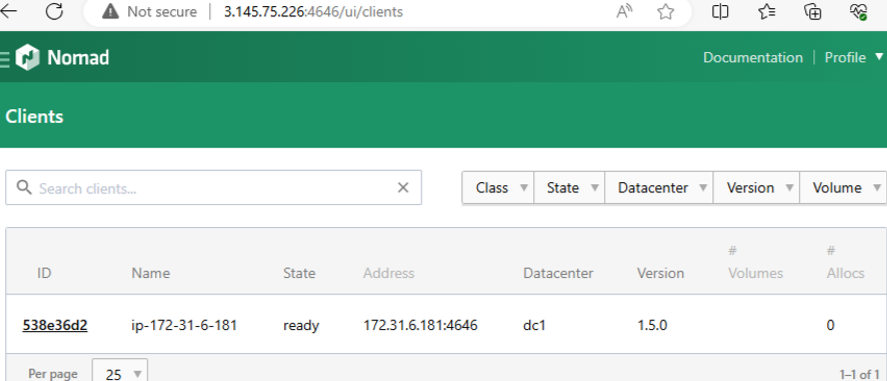 Not secure 3.145.75.226:4646/ui/clients
Nomad Documentation Profile
Clients
Search clients... Class State Datacenter Version Volume
ID Name State Address Datacenter Version # Volumes # Allocs
538e36d2 ip-172-31-6-181 ready 172.31.6.181:4646 dc1 1.5.0 0
Per page 25 1–1 of 1